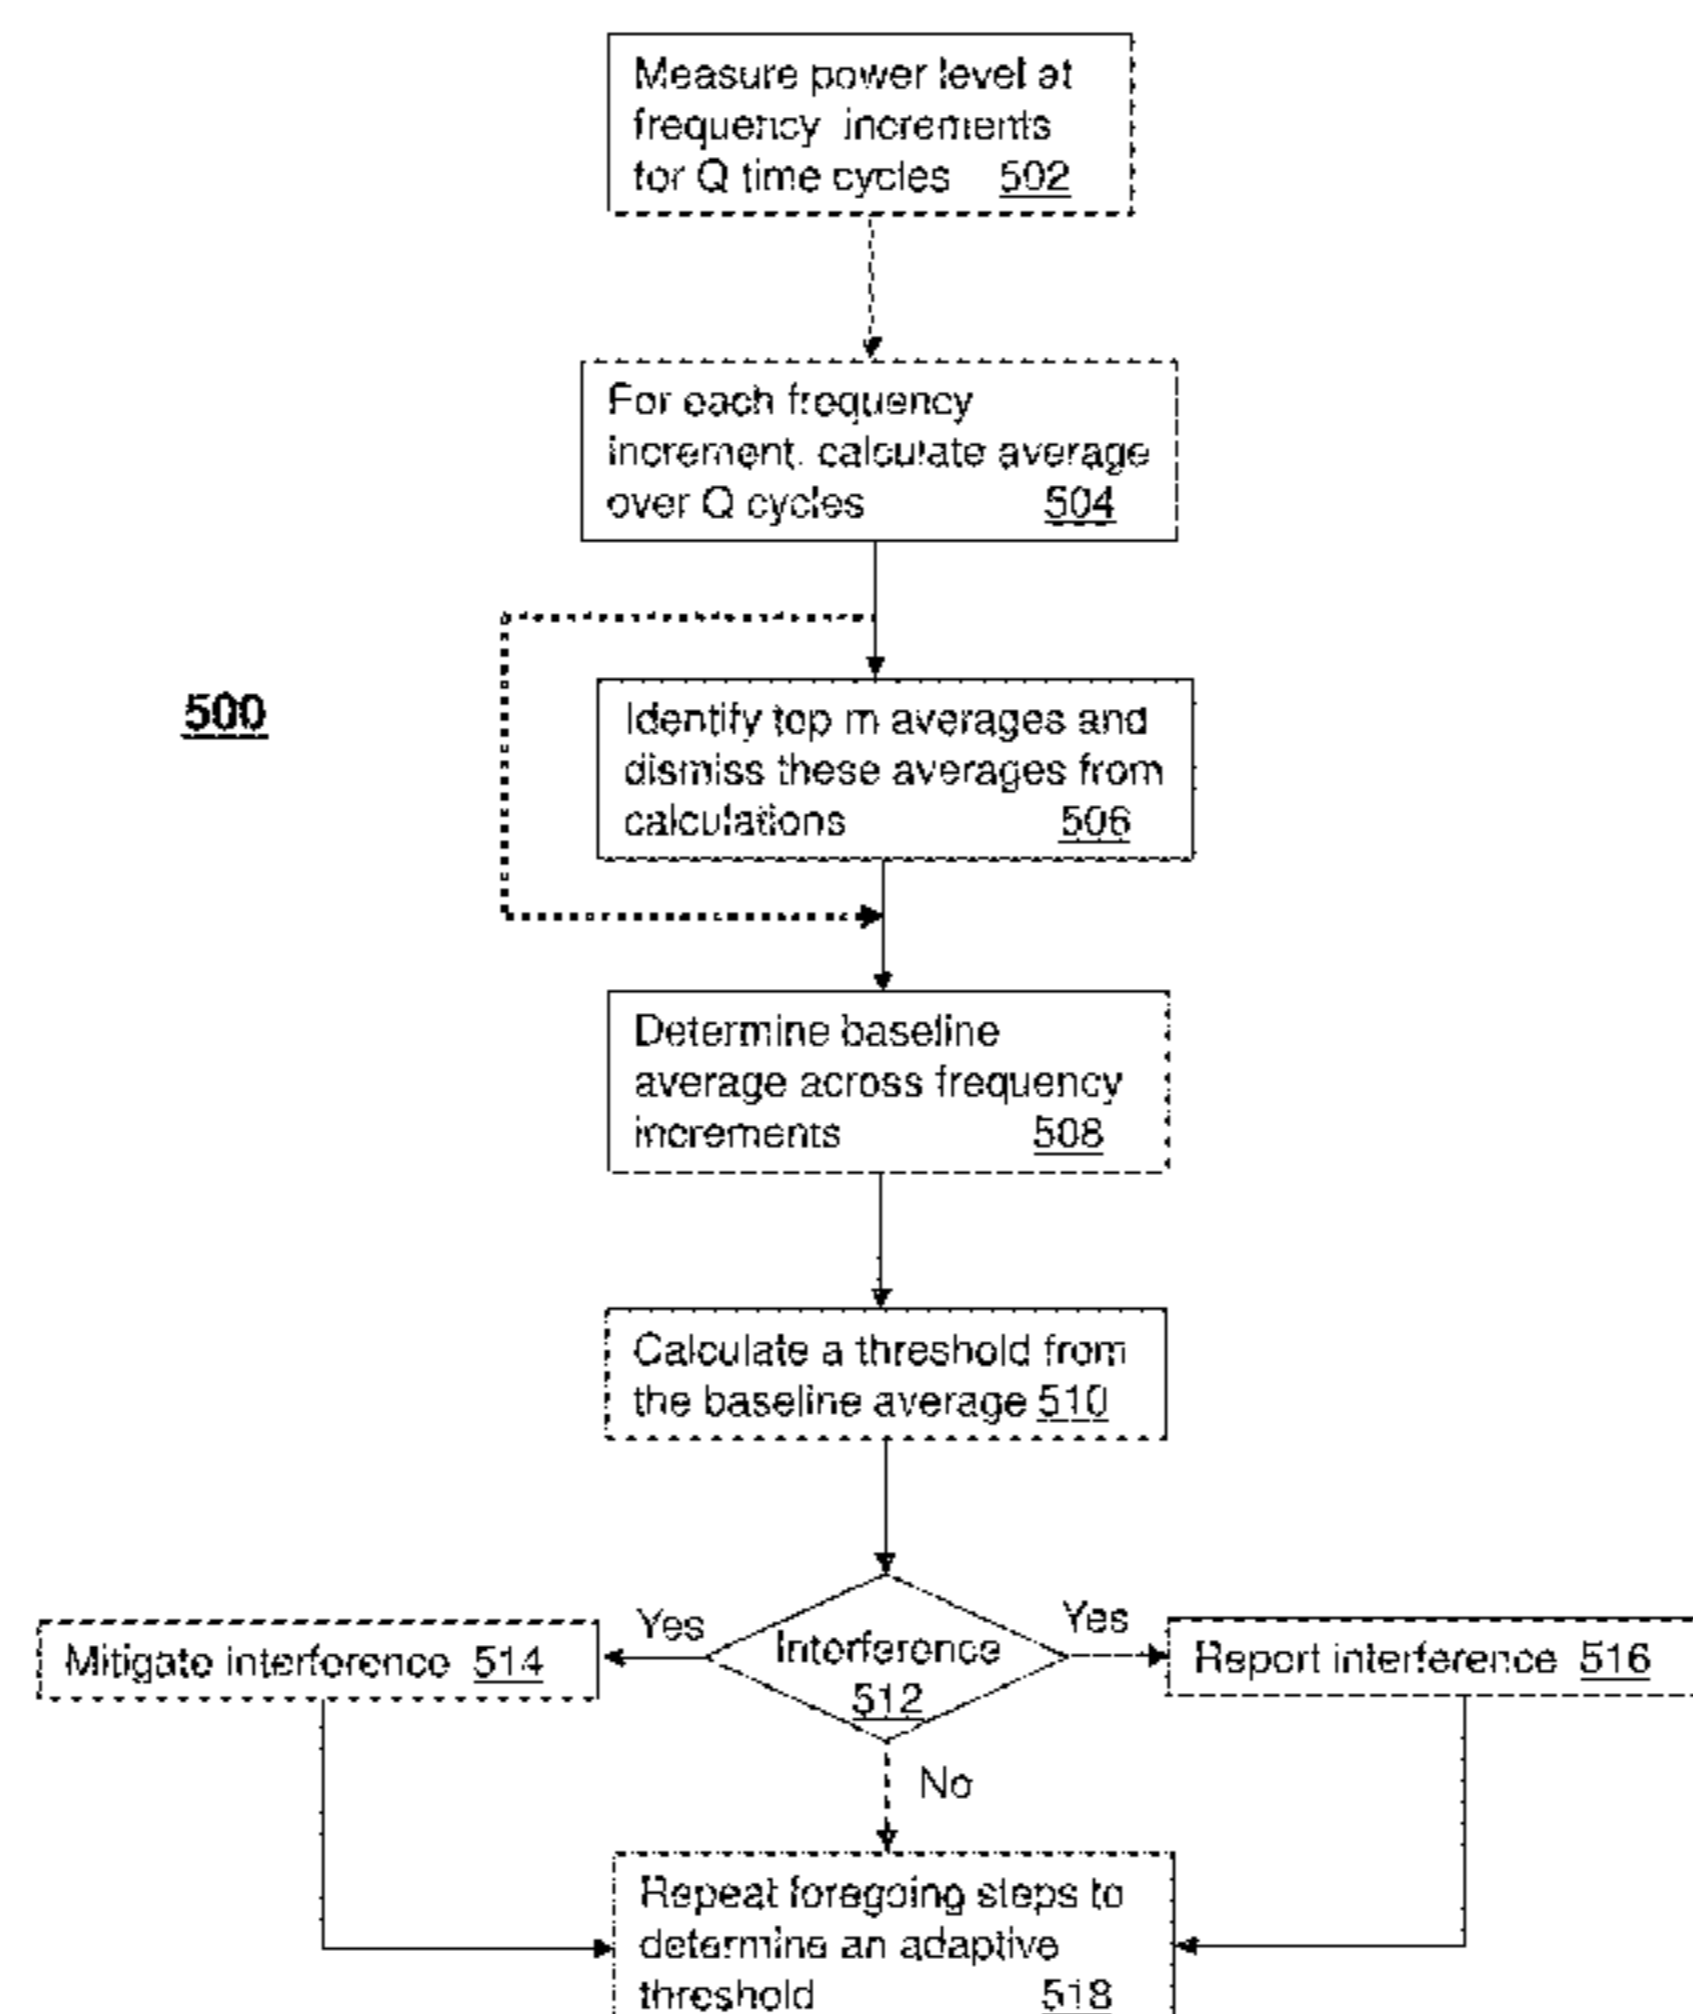 Measure power level at
frequency increments
for Q time cycles 502
For each frequency
increment, calculate average
over Q cycles 504
500
Identify top m averages and
dismiss these averages from
calculations 506
Determine baseline
average across frequency
increments 508
Calculate a threshold from
the baseline average 510
Yes
Yes
Mitigate interference 514
Interference
512
Report interference 516
No
Repeat foregoing steps to
determine an adaptive
threshold 518